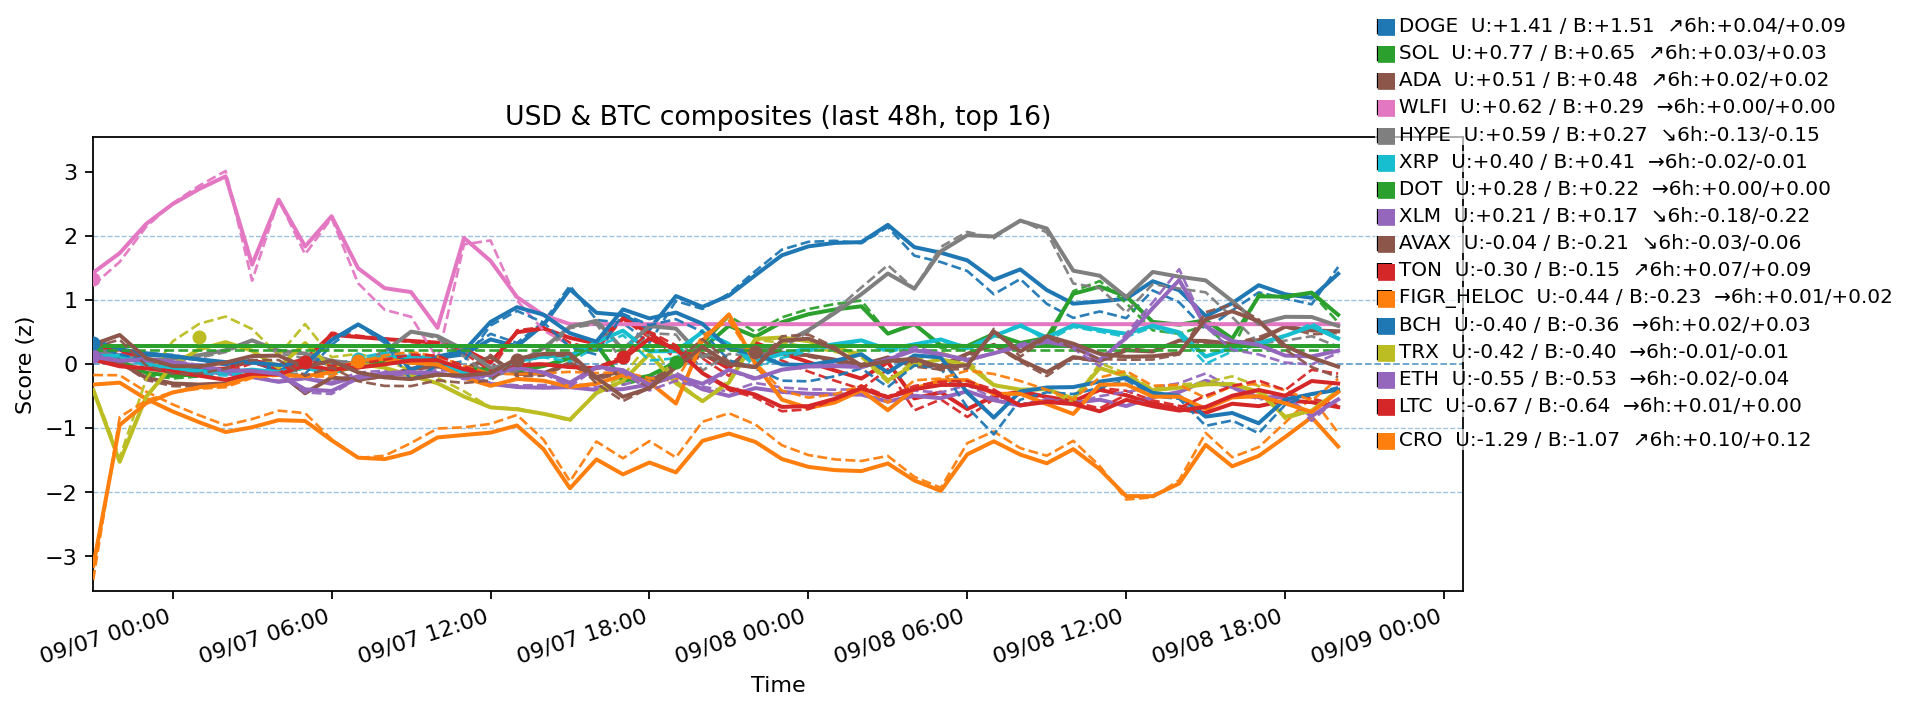 DOGE  U:+1.41 / B:+1.51  ↗6h:+0.04/+0.09
SOL  U:+0.77 / B:+0.65  ↗6h:+0.03/+0.03
ADA  U:+0.51 / B:+0.48  ↗6h:+0.02/+0.02
WLFI  U:+0.62 / B:+0.29  →6h:+0.00/+0.00
HYPE  U:+0.59 / B:+0.27  ↘6h:-0.13/-0.15
XRP  U:+0.40 / B:+0.41  →6h:-0.02/-0.01
DOT  U:+0.28 / B:+0.22  →6h:+0.00/+0.00
XLM  U:+0.21 / B:+0.17  ↘6h:-0.18/-0.22
AVAX  U:-0.04 / B:-0.21  ↘6h:-0.03/-0.06
TON  U:-0.30 / B:-0.15  ↗6h:+0.07/+0.09
FIGR_HELOC  U:-0.44 / B:-0.23  →6h:+0.01/+0.02
BCH  U:-0.40 / B:-0.36  →6h:+0.02/+0.03
TRX  U:-0.42 / B:-0.40  →6h:-0.01/-0.01
ETH  U:-0.55 / B:-0.53  →6h:-0.02/-0.04
LTC  U:-0.67 / B:-0.64  →6h:+0.01/+0.00
CRO  U:-1.29 / B:-1.07  ↗6h:+0.10/+0.12
USD & BTC composites (last 48h, top 16)
Score (z)
3
2
1
0
−1
−2
−3
09/07 00:00
09/07 06:00
09/07 12:00
09/07 18:00
09/08 00:00
09/08 06:00
09/08 12:00
09/08 18:00
09/09 00:00
Time